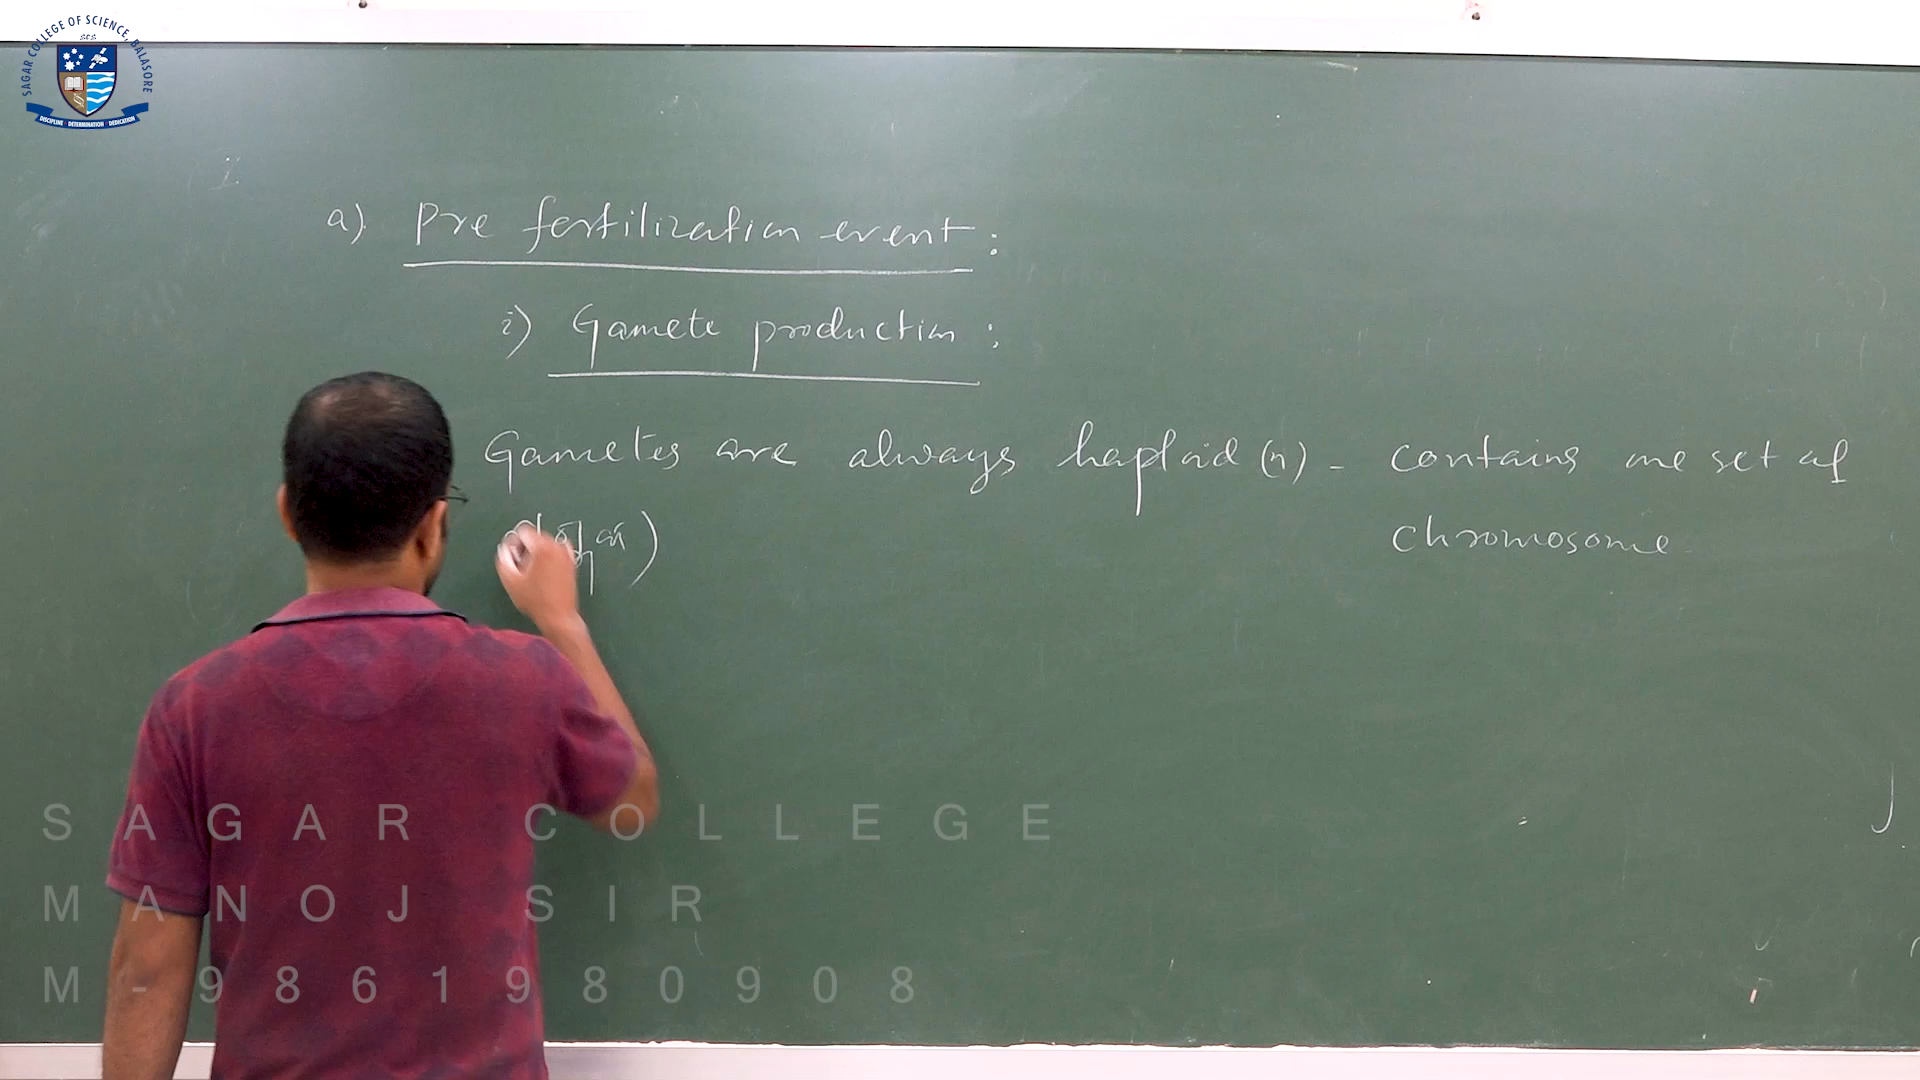 SAGAR COLLEGE OF SCIENCE, BALASORE
SCS
DISCIPLINE DETERMINATION DEDICATION
a) Pre fertilization event :
i) Gamete production :
Gametes are always haploid (n) - contains one set of
chromosome
SAGAR COLLEGE
MANOJ SIR
M-9861980908